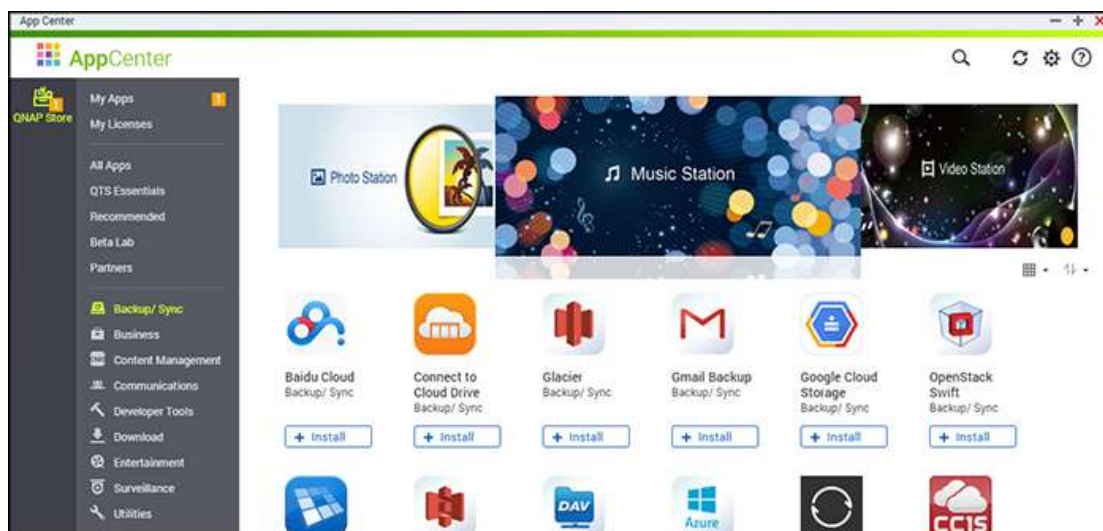 App Center
AppCenter
QNAP Store
1
My Apps
1
My Licenses
All Apps
QTS Essentials
Recommended
Beta Lab
Partners
Backup/ Sync
Business
Content Management
Communications
Developer Tools
Download
Entertainment
Surveillance
Utilities
Photo Station
Music Station
Video Station
Baidu Cloud
Backup/ Sync
+ Install
Connect to
Cloud Drive
Backup/ Sync
+ Install
Glacier
Backup/ Sync
+ Install
Gmail Backup
Backup/ Sync
+ Install
Google Cloud
Storage
Backup/ Sync
+ Install
OpenStack
Swift
Backup/ Sync
+ Install
DAV
Azure
CC1S